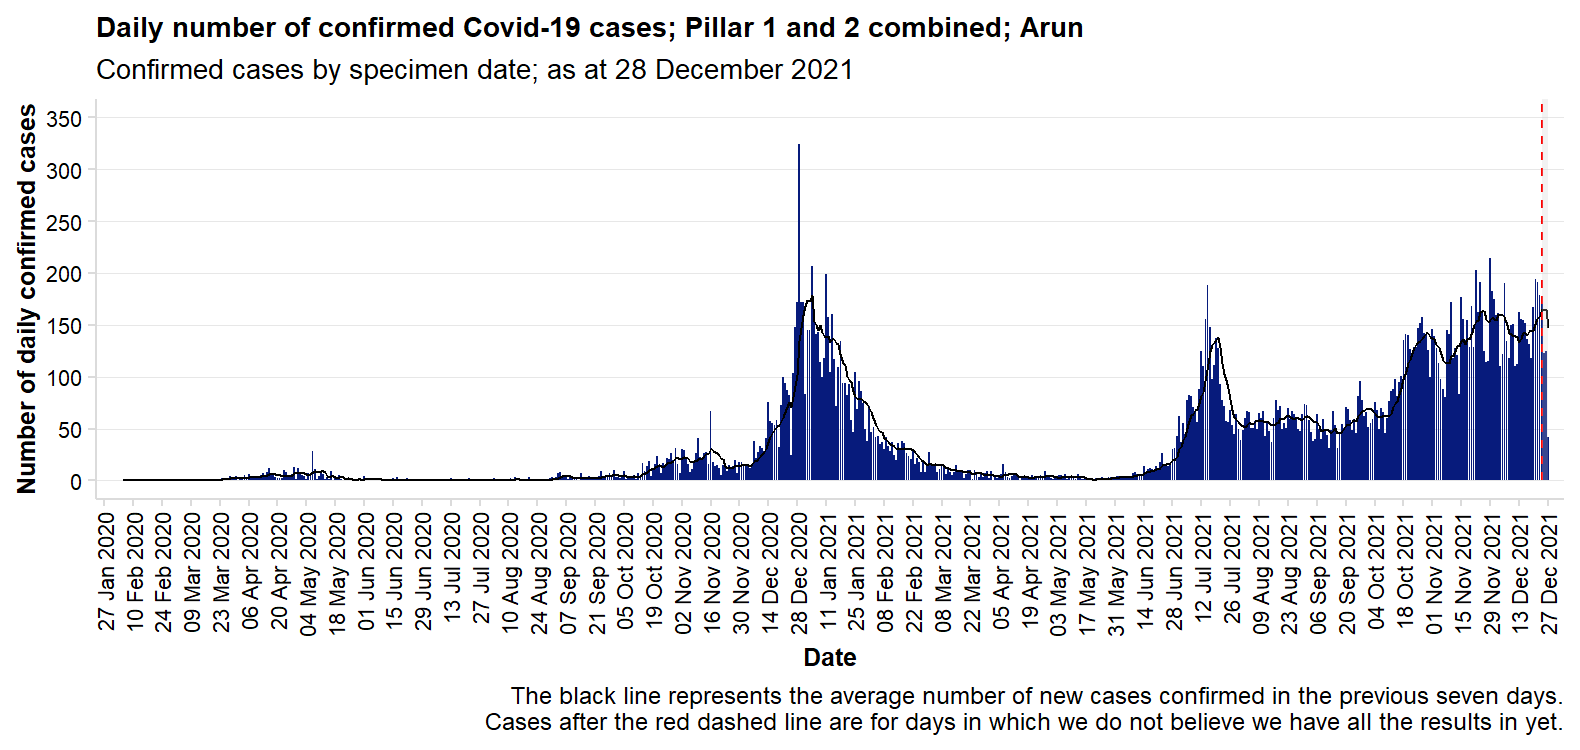 Daily number of confirmed Covid-19 cases; Pillar 1 and 2 combined; Arun
Confirmed cases by specimen date; as at 28 December 2021
Number of daily confirmed cases
350
300
250
200
150
100
50
0
27 Jan 2020
10 Feb 2020
24 Feb 2020
09 Mar 2020
23 Mar 2020
06 Apr 2020
20 Apr 2020
04 May 2020
18 May 2020
01 Jun 2020
15 Jun 2020
29 Jun 2020
13 Jul 2020
27 Jul 2020
10 Aug 2020
24 Aug 2020
07 Sep 2020
21 Sep 2020
05 Oct 2020
19 Oct 2020
02 Nov 2020
16 Nov 2020
30 Nov 2020
14 Dec 2020
28 Dec 2020
11 Jan 2021
25 Jan 2021
08 Feb 2021
22 Feb 2021
08 Mar 2021
22 Mar 2021
05 Apr 2021
19 Apr 2021
03 May 2021
17 May 2021
31 May 2021
14 Jun 2021
28 Jun 2021
12 Jul 2021
26 Jul 2021
09 Aug 2021
23 Aug 2021
06 Sep 2021
20 Sep 2021
04 Oct 2021
18 Oct 2021
01 Nov 2021
15 Nov 2021
29 Nov 2021
13 Dec 2021
27 Dec 2021
Date
The black line represents the average number of new cases confirmed in the previous seven days.
Cases after the red dashed line are for days in which we do not believe we have all the results in yet.